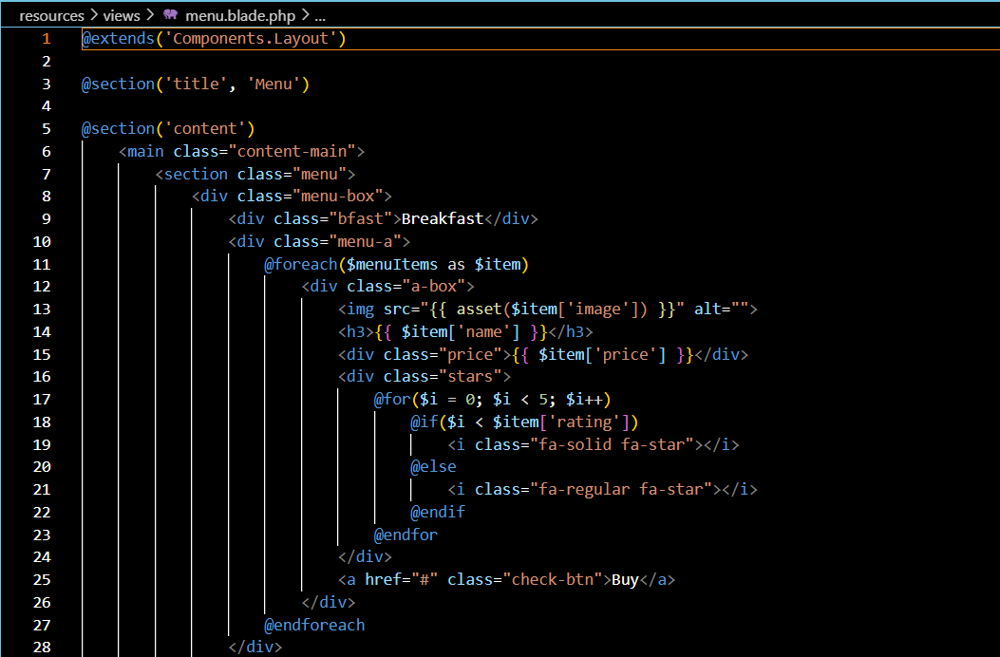 resources > views > menu.blade.php > ...
1 @extends('Components.Layout')
2
3 @section('title', 'Menu')
4
5 @section('content')
6     <main class="content-main">
7         <section class="menu">
8             <div class="menu-box">
9                 <div class="bfast">Breakfast</div>
10                 <div class="menu-a">
11                     @foreach($menuItems as $item)
12                         <div class="a-box">
13                             <img src="{{ asset($item['image']) }}" alt="">
14                             <h3>{{ $item['name'] }}</h3>
15                             <div class="price">{{ $item['price'] }}</div>
16                             <div class="stars">
17                                 @for($i = 0; $i < 5; $i++)
18                                     @if($i < $item['rating'])
19                                         <i class="fa-solid fa-star"></i>
20                                     @else
21                                         <i class="fa-regular fa-star"></i>
22                                     @endif
23                                 @endfor
24                             </div>
25                             <a href="#" class="check-btn">Buy</a>
26                         </div>
27                     @endforeach
28                 </div>